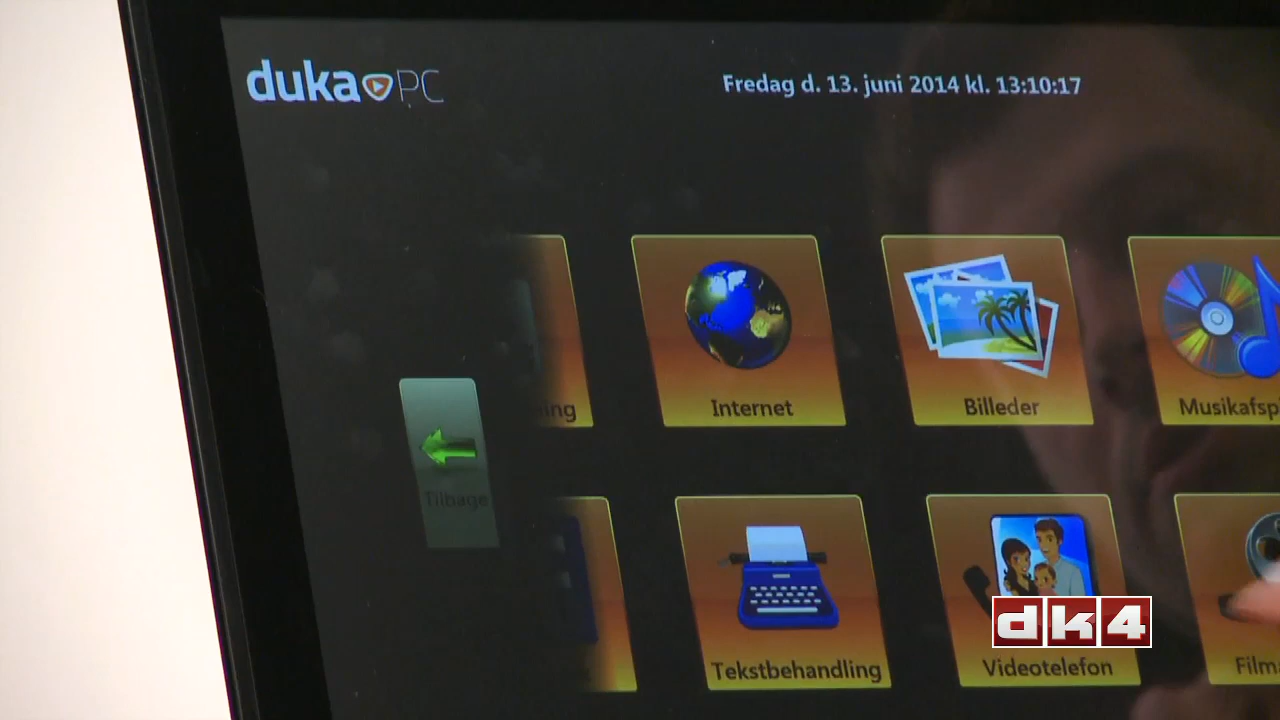 duka PC
Fredag d. 13. juni 2014 kl. 13:10:17
Internet
Billeder
Tilbage
Tekstbehandling
Videotelefon
dk4